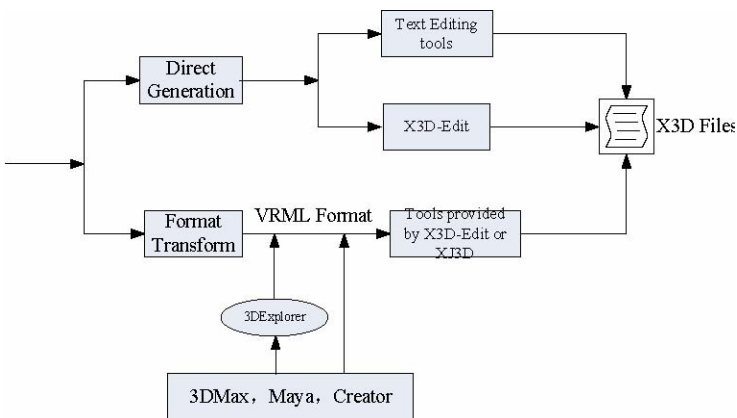 Text Editing
tools
Direct
Generation
X3D-Edit
X3D Files
Format
Transform
VRML Format
Tools provided
by X3D-Edit or
XJ3D
3DExplorer
3DMax，Maya，Creator